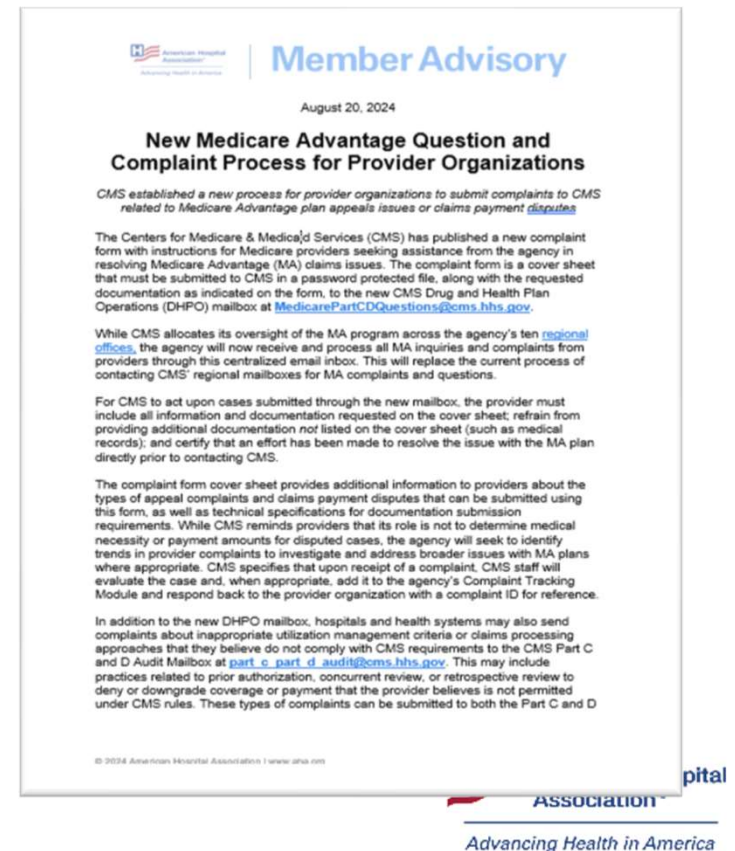 American Hospital
Association®
Advancing Health in America
Member Advisory
August 20, 2024
New Medicare Advantage Question and
Complaint Process for Provider Organizations
CMS established a new process for provider organizations to submit complaints to CMS
related to Medicare Advantage plan appeals issues or claims payment disputes
The Centers for Medicare & Medicaid Services (CMS) has published a new complaint
form with instructions for Medicare providers seeking assistance from the agency in
resolving Medicare Advantage (MA) claims issues. The complaint form is a cover sheet
that must be submitted to CMS in a password protected file, along with the requested
documentation as indicated on the form, to the new CMS Drug and Health Plan
Operations (DHPO) mailbox at MedicarePartCDQuestions@cms.hhs.gov.
While CMS allocates its oversight of the MA program across the agency's ten regional
offices, the agency will now receive and process all MA inquiries and complaints from
providers through this centralized email inbox. This will replace the current process of
contacting CMS' regional mailboxes for MA complaints and questions.
For CMS to act upon cases submitted through the new mailbox, the provider must
include all information and documentation requested on the cover sheet; refrain from
providing additional documentation not listed on the cover sheet (such as medical
records); and certify that an effort has been made to resolve the issue with the MA plan
directly prior to contacting CMS.
The complaint form cover sheet provides additional information to providers about the
types of appeal complaints and claims payment disputes that can be submitted using
this form, as well as technical specifications for documentation submission
requirements. While CMS reminds providers that its role is not to determine medical
necessity or payment amounts for disputed cases, the agency will seek to identify
trends in provider complaints to investigate and address broader issues with MA plans
where appropriate. CMS specifies that upon receipt of a complaint, CMS staff will
evaluate the case and, when appropriate, add it to the agency's Complaint Tracking
Module and respond back to the provider organization with a complaint ID for reference.
In addition to the new DHPO mailbox, hospitals and health systems may also send
complaints about inappropriate utilization management criteria or claims processing
approaches that they believe do not comply with CMS requirements to the CMS Part C
and D Audit Mailbox at part_c_part_d_audit@cms.hhs.gov. This may include
practices related to prior authorization, concurrent review, or retrospective review to
deny or downgrade coverage or payment that the provider believes is not permitted
under CMS rules. These types of complaints can be submitted to both the Part C and D
© 2024 American Hospital Association | www.aha.org
pital
Association
Advancing Health in America